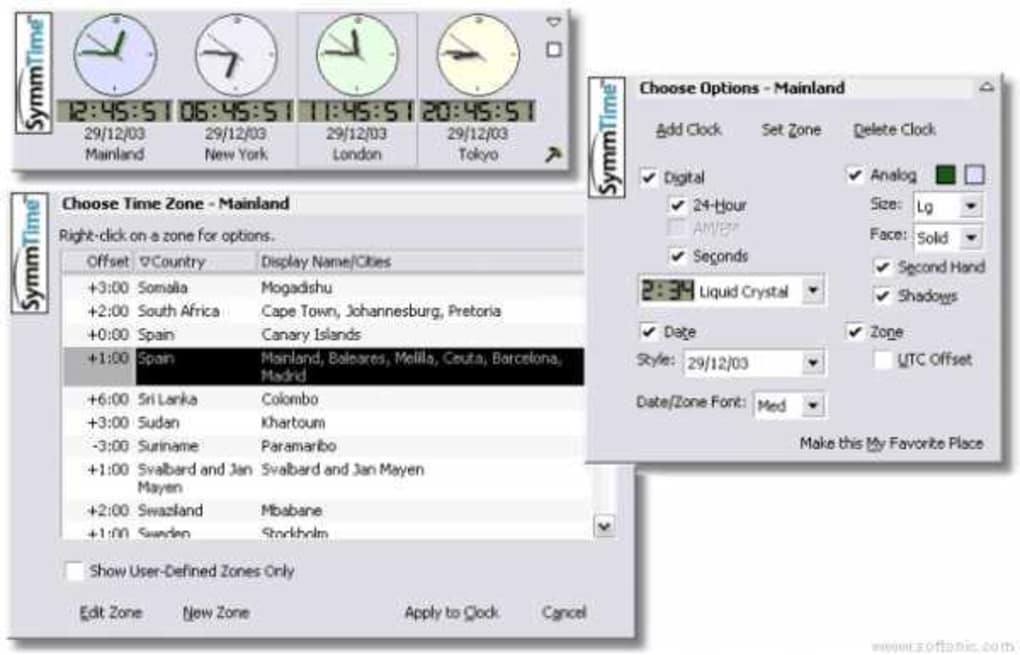 SymmTime
12:45:51 06:45:51 11:45:51 20:45:51
29/12/03 29/12/03 29/12/03 29/12/03
Mainland New York London Tokyo
SymmTime
Choose Time Zone - Mainland
Right-click on a zone for options.
Offset Country Display Name/Cities
+3:00 Somalia Mogadishu
+2:00 South Africa Cape Town, Johannesburg, Pretoria
+0:00 Spain Canary Islands
+1:00 Spain Mainland, Baleares, Melilla, Ceuta, Barcelona,
Madrid
+6:00 Sri Lanka Colombo
+3:00 Sudan Khartoum
-3:00 Suriname Paramaribo
+1:00 Svalbard and Jan Svalbard and Jan Mayen
Mayen
+2:00 Swaziland Mbabane
+1:00 Sweden Stockholm
Show User-Defined Zones Only
Edit Zone New Zone Apply to Clock Cancel
SymmTime
Choose Options - Mainland
Add Clock Set Zone Delete Clock
Digital Analog
24-Hour Size: Lg
AM/PM Face: Solid
Seconds Second Hand
2:34 Liquid Crystal Shadows
Date Zone
Style: 29/12/03 UTC Offset
Date/Zone Font: Med
Make this My Favorite Place
www.softonic.com